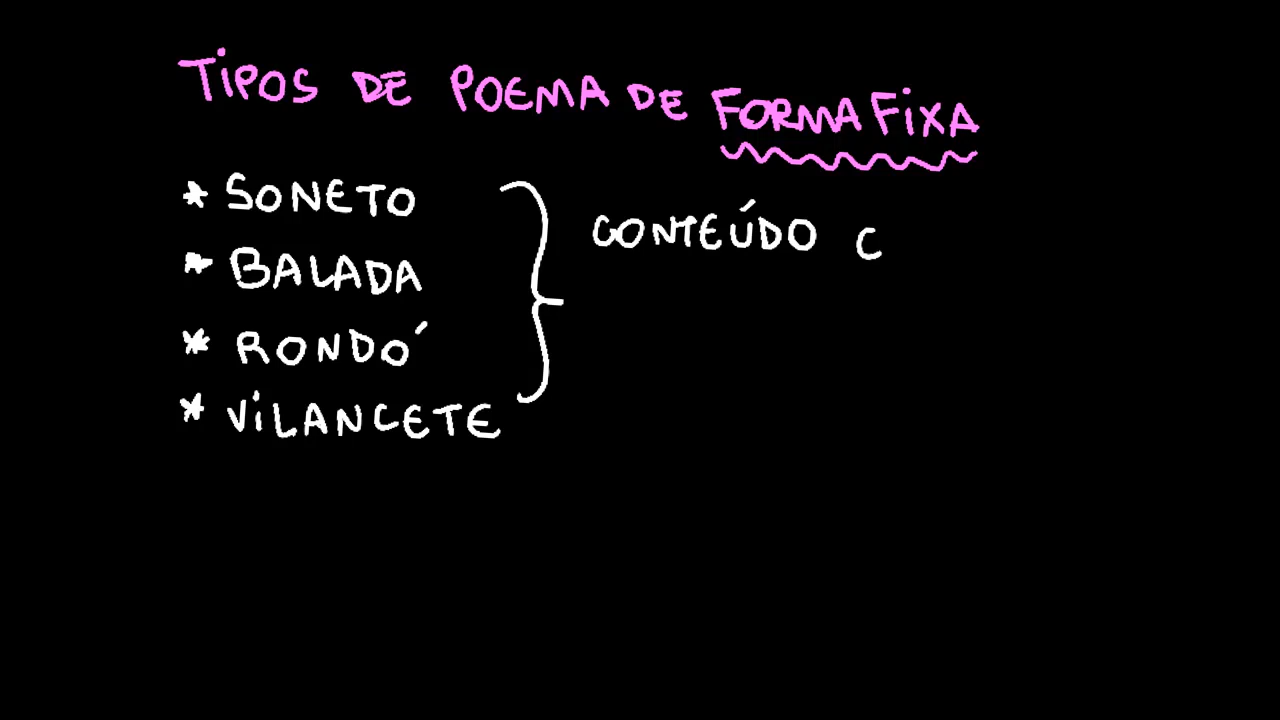 TIPOS DE POEMA DE FORMA FIXA
* SONETO
* BALADA
* RONDÓ
* VILANCETE
CONTEÚDO C